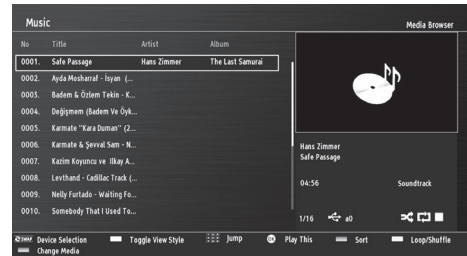 Music
Media Browser
No Title Artist Album
0001. Safe Passage Hans Zimmer The Last Samurai
0002. Ayda Mosharraf - İsyan (...
0003. Badem & Özlem Tekin - K...
0004. Değişmem (Badem Ve Öyk...
0005. Karmate "Kara Duman" (2...
0006. Karmate & Şevval Sam - N...
0007. Kazim Koyuncu ve Ilkay A...
0008. Levthand - Cadillac Track (...
0009. Nelly Furtado - Waiting Fo...
0010. Somebody That I Used To...
Hans Zimmer
Safe Passage
04:56 Soundtrack
1/16 a0
SWAP Device Selection Toggle View Style Jump OK Play This Sort Loop/Shuffle
Change Media